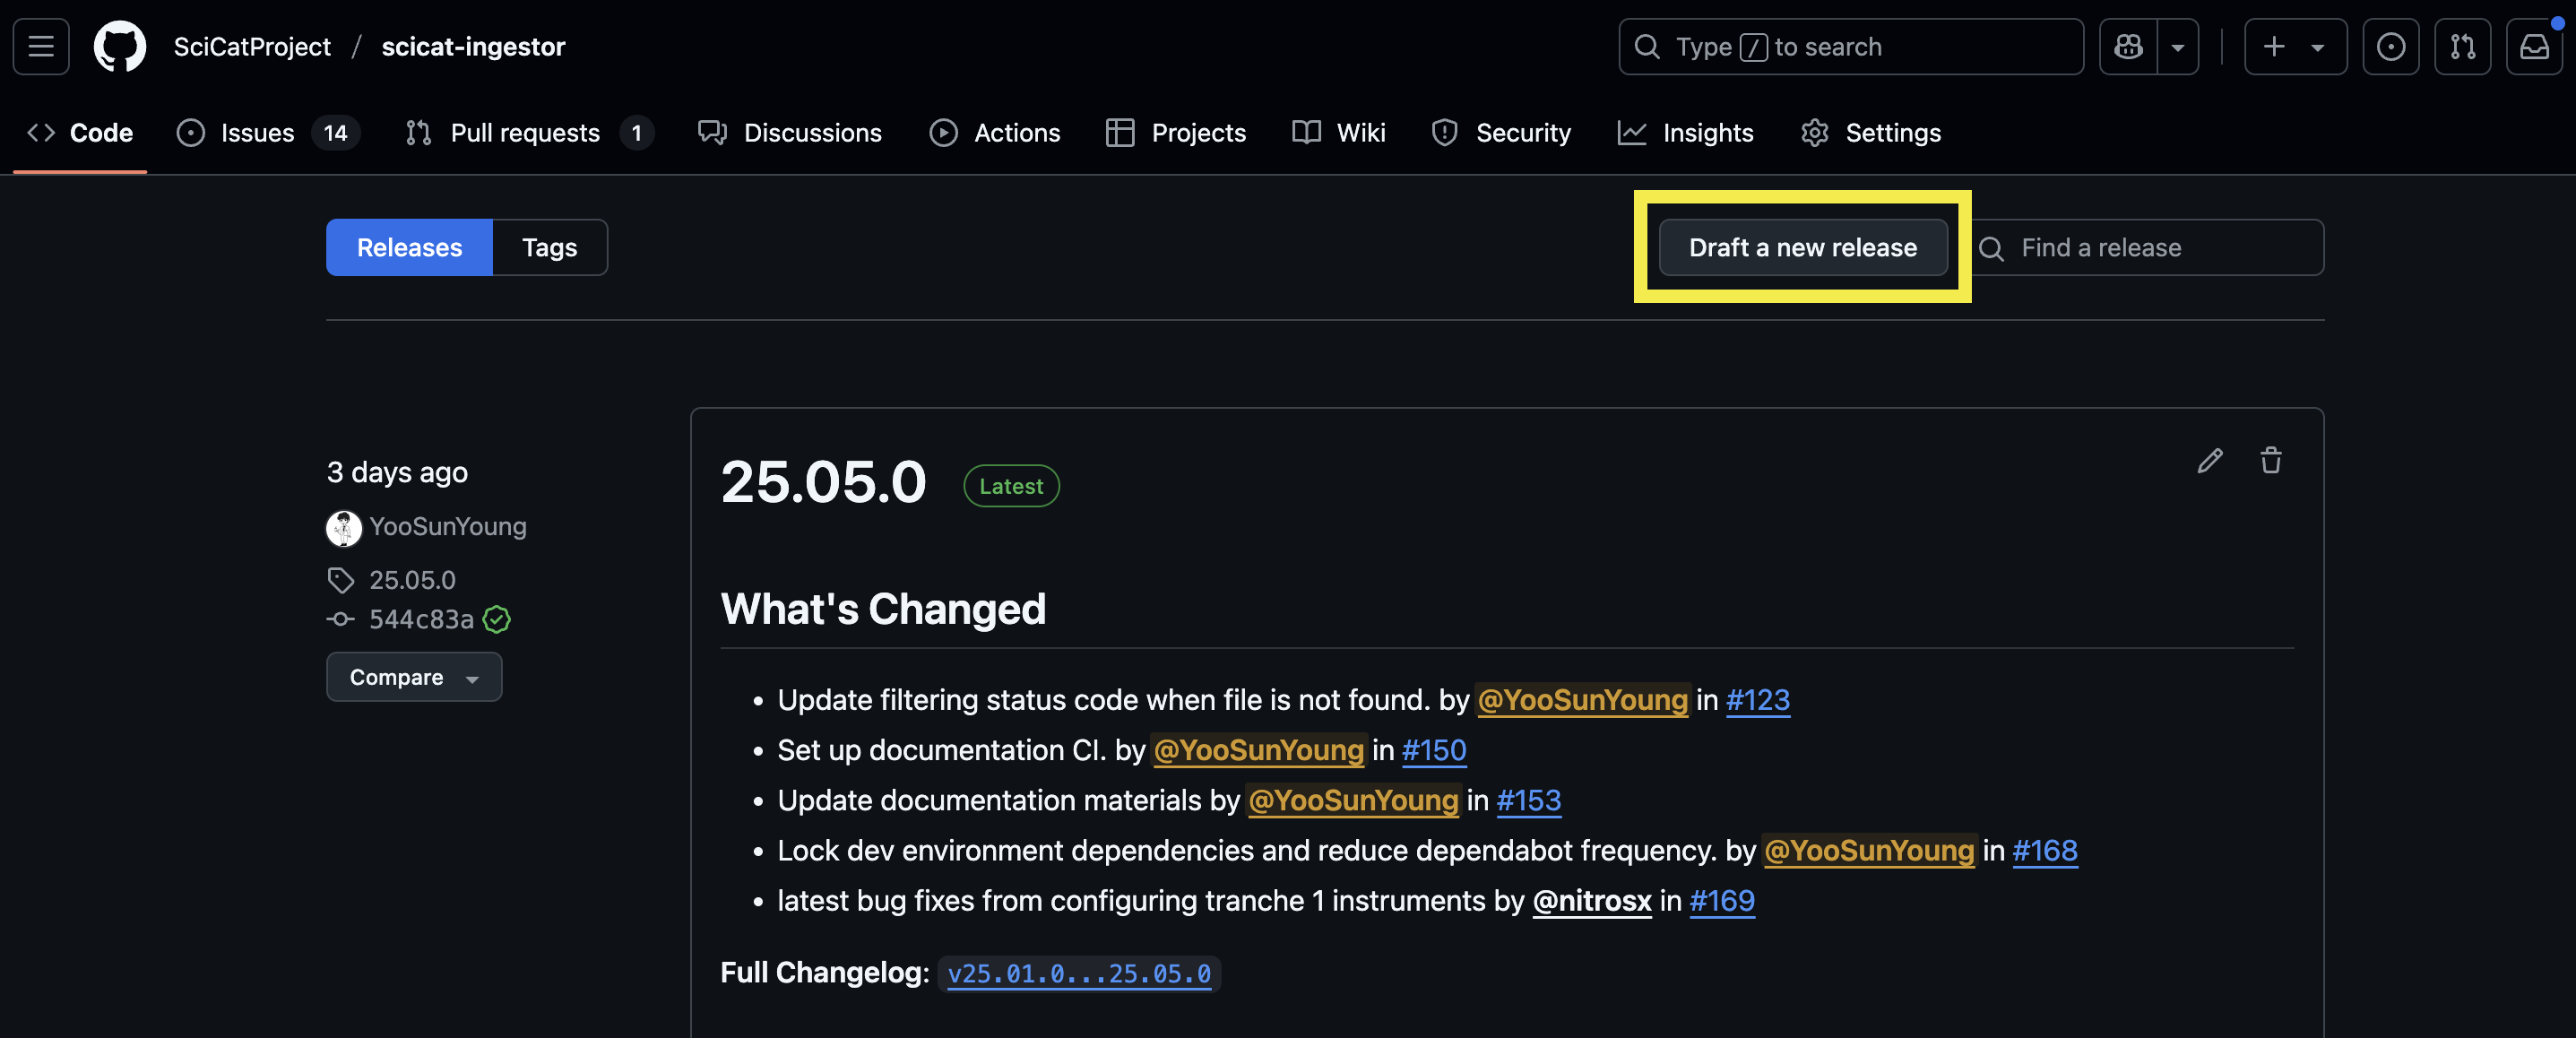 SciCatProject / scicat-ingestor
Type / to search
Code
Issues 14
Pull requests 1
Discussions
Actions
Projects
Wiki
Security
Insights
Settings
Releases
Tags
Draft a new release
Find a release
3 days ago
YooSunYoung
25.05.0
544c83a
Compare
25.05.0 Latest
What's Changed
• Update filtering status code when file is not found. by @YooSunYoung in #123
• Set up documentation CI. by @YooSunYoung in #150
• Update documentation materials by @YooSunYoung in #153
• Lock dev environment dependencies and reduce dependabot frequency. by @YooSunYoung in #168
• latest bug fixes from configuring tranche 1 instruments by @nitrosx in #169
Full Changelog: v25.01.0...25.05.0